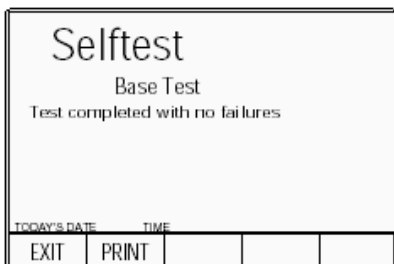 Selftest
Base Test
Test completed with no failures
TODAY'S DATE TIME
EXIT PRINT